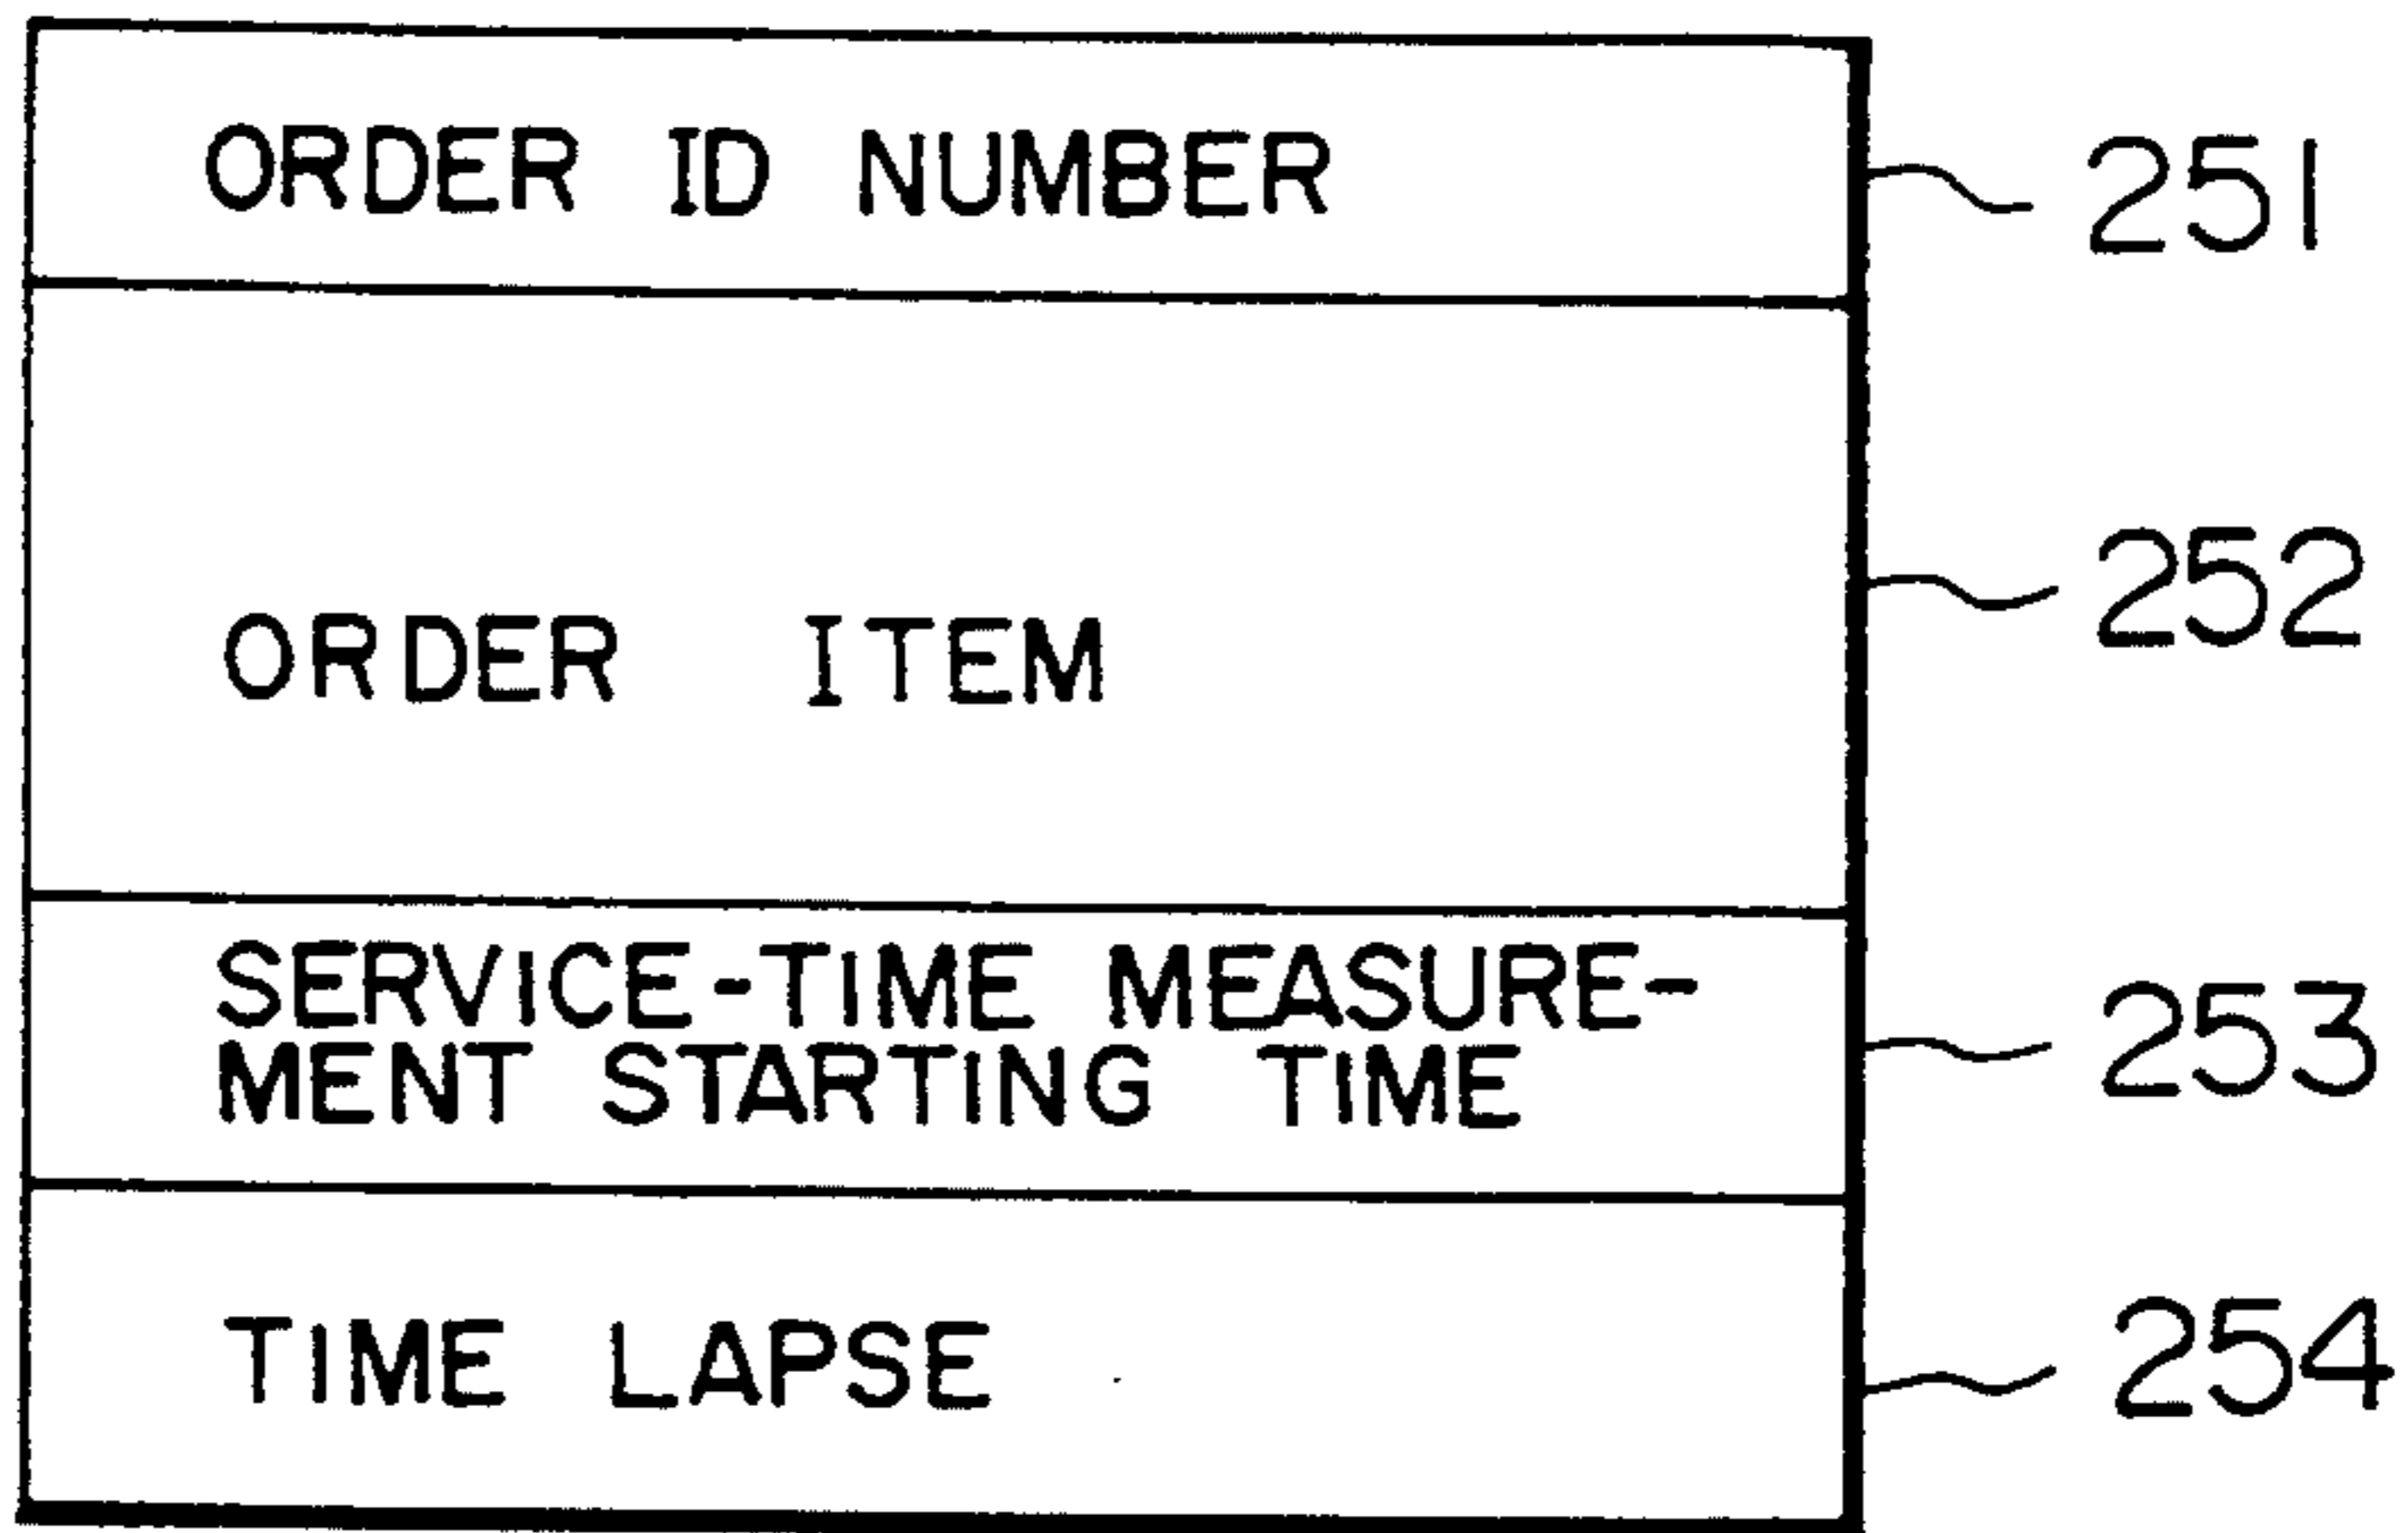 ORDER ID NUMBER 251
ORDER ITEM 252
SERVICE-TIME MEASURE-
MENT STARTING TIME 253
TIME LAPSE 254